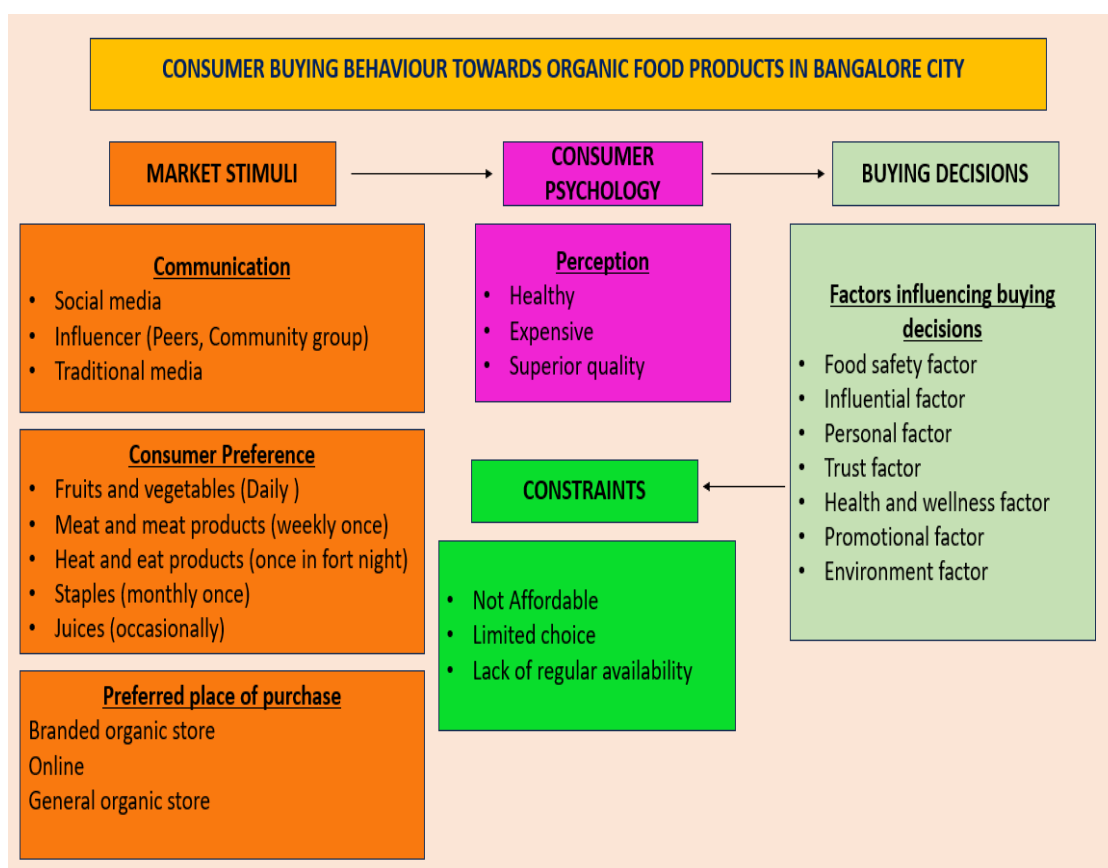 CONSUMER BUYING BEHAVIOUR TOWARDS ORGANIC FOOD PRODUCTS IN BANGALORE CITY
MARKET STIMULI
CONSUMER
PSYCHOLOGY
BUYING DECISIONS
Communication
• Social media
• Influencer (Peers, Community group)
• Traditional media
Consumer Preference
• Fruits and vegetables (Daily )
• Meat and meat products (weekly once)
• Heat and eat products (once in fort night)
• Staples (monthly once)
• Juices (occasionally)
Preferred place of purchase
Branded organic store
Online
General organic store
Perception
• Healthy
• Expensive
• Superior quality
CONSTRAINTS
• Not Affordable
• Limited choice
• Lack of regular availability
Factors influencing buying
decisions
• Food safety factor
• Influential factor
• Personal factor
• Trust factor
• Health and wellness factor
• Promotional factor
• Environment factor